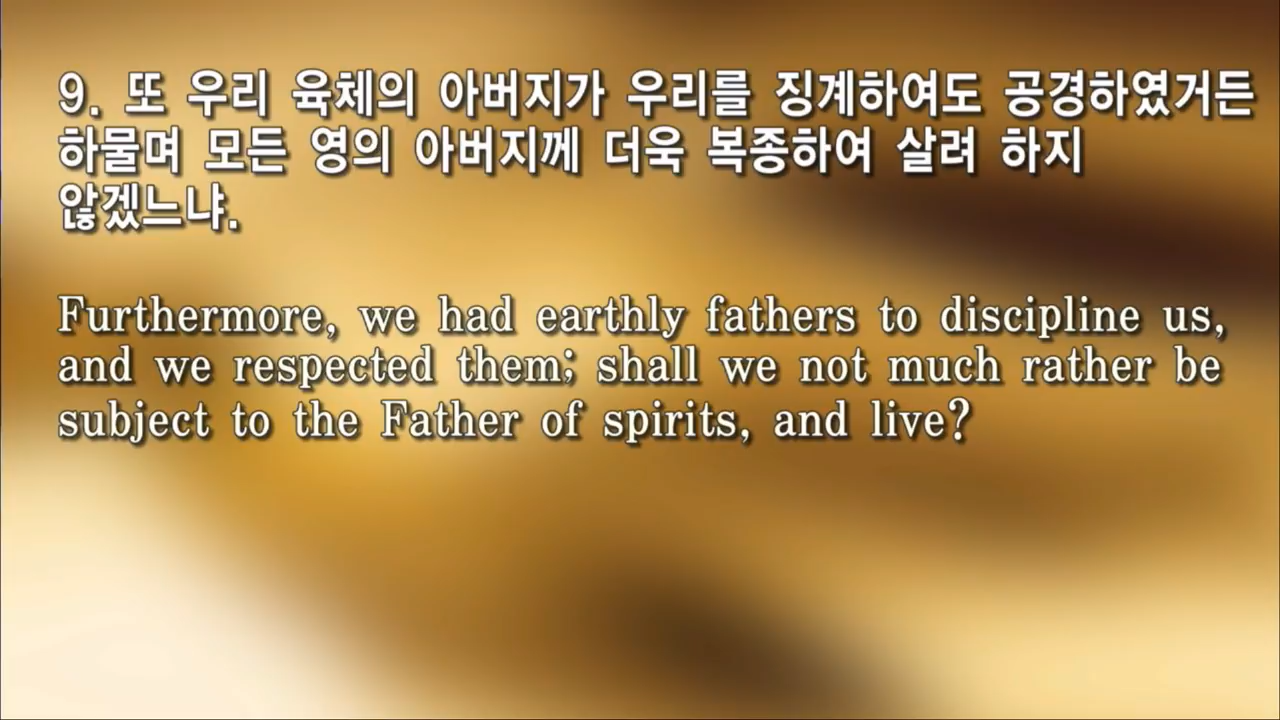 9. 또 우리 육체의 아버지가 우리를 징계하여도 공경하였거든
하물며 모든 영의 아버지께 더욱 복종하여 살려 하지
않겠느냐.
Furthermore, we had earthly fathers to discipline us,
and we respected them; shall we not much rather be
subject to the Father of spirits, and live?